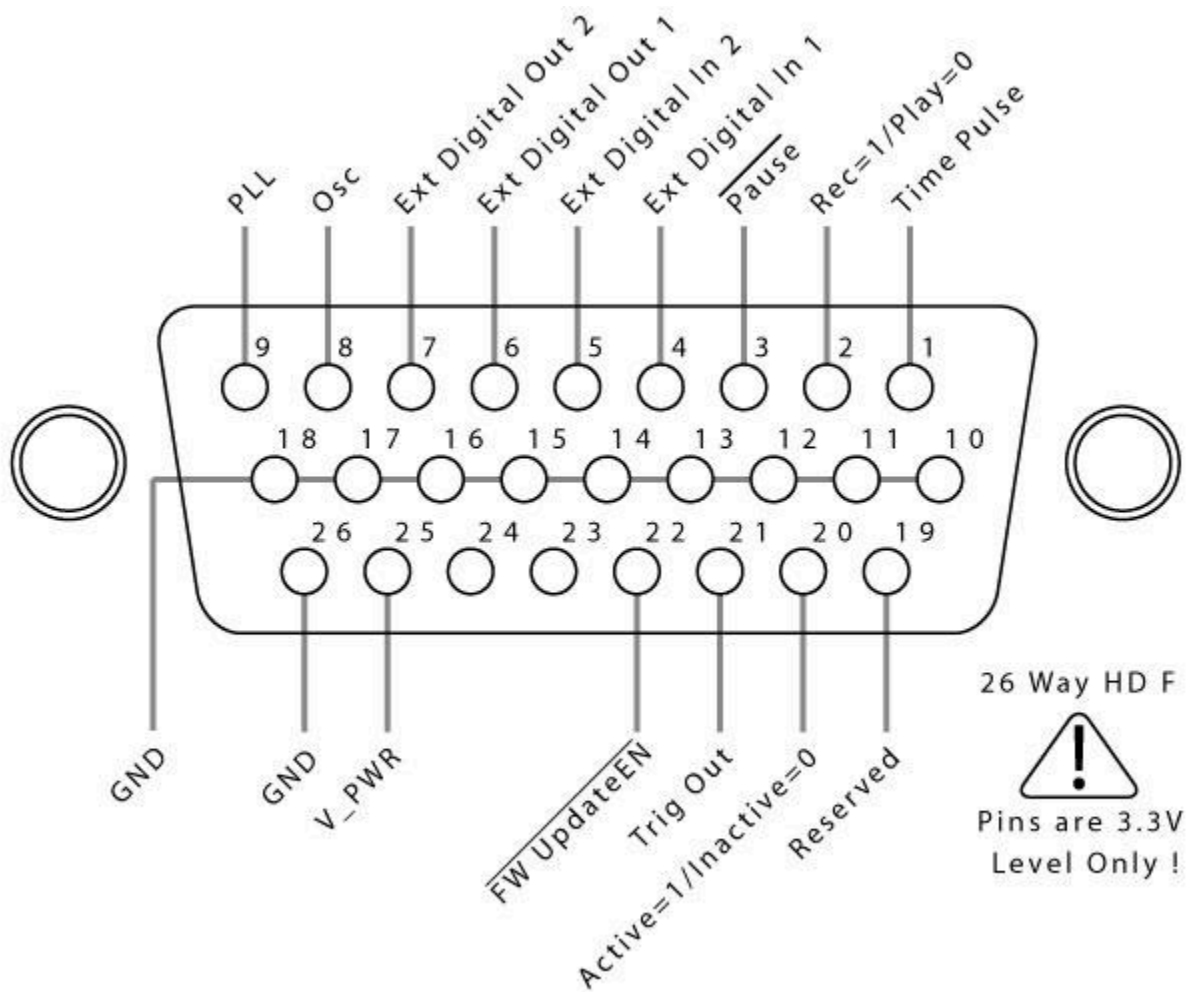 PLL
Osc
Ext Digital Out 2
Ext Digital Out 1
Ext Digital In 2
Ext Digital In 1
Pause
Rec=1/Play=0
Time Pulse
9 8 7 6 5 4 3 2 1
18 17 16 15 14 13 12 11 10
26 25 24 23 22 21 20 19
GND
GND
V_PWR
FW UpdateEN
Trig Out
Active=1/Inactive=0
Reserved
26 Way HD F
!
Pins are 3.3V
Level Only !